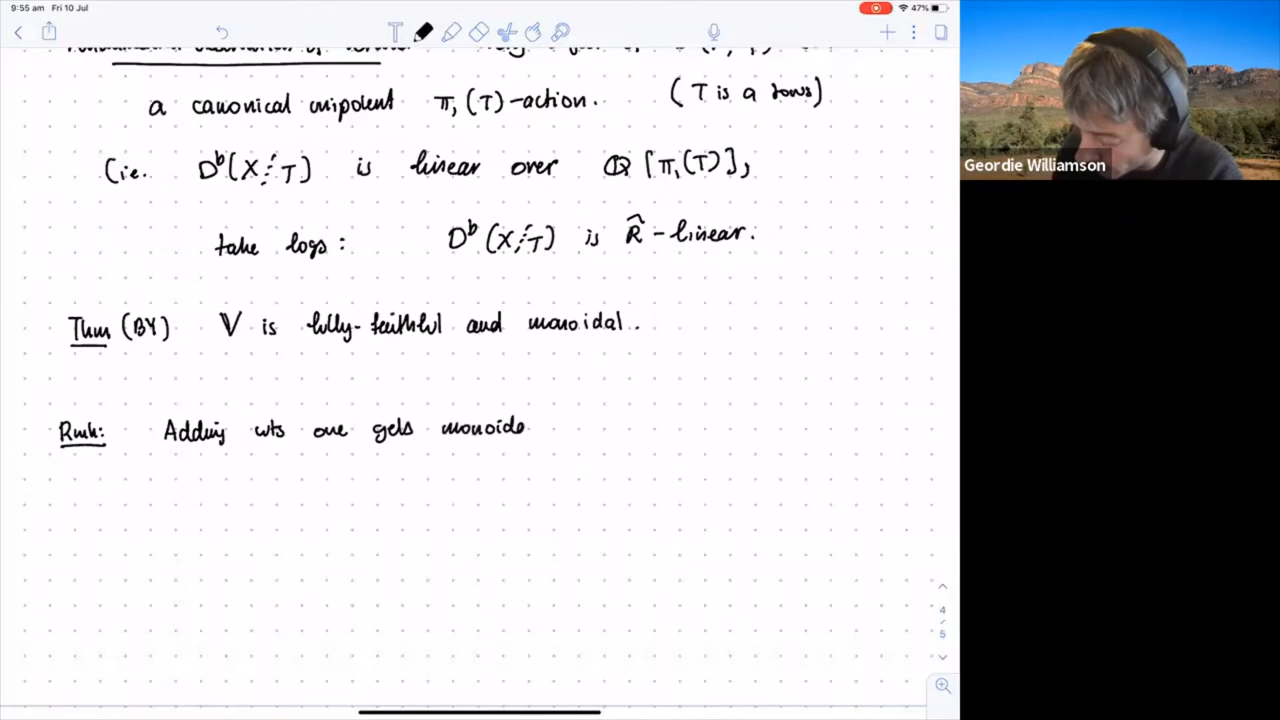 9:55 am Fri 10 Jul
47%
a canonical unipotent π₁(T)-action. (T is a torus)
(i.e. Dᵇ(X⫶T) is linear over ℚ[π₁(T)],
Geordie Williamson
take logs: Dᵇ(X⫶T) is R̂-linear.
Thm (BY) 𝕍 is fully-faithful and monoidal.
Rmk: Adding wts one gets monoido
4
/
5